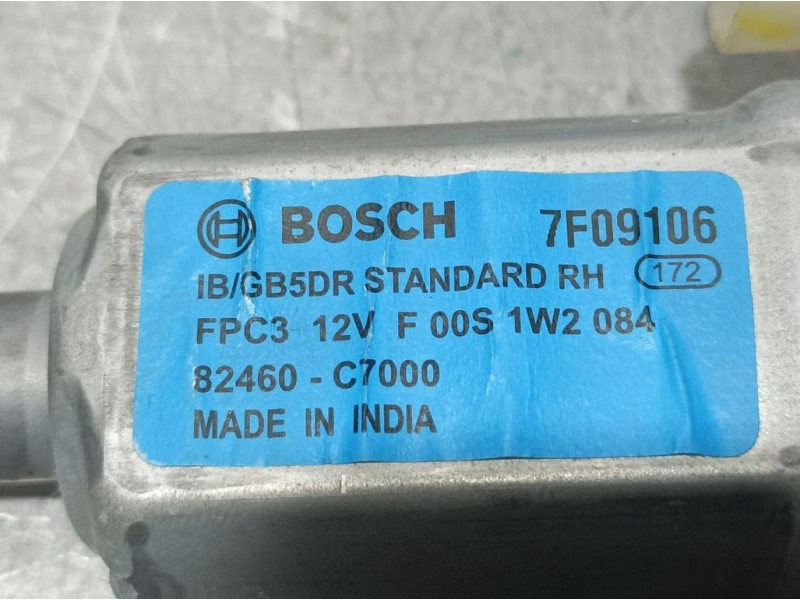 BOSCH 7F09106
IB/GB5DR STANDARD RH 172
FPC3 12V F 00S 1W2 084
82460 - C7000
MADE IN INDIA